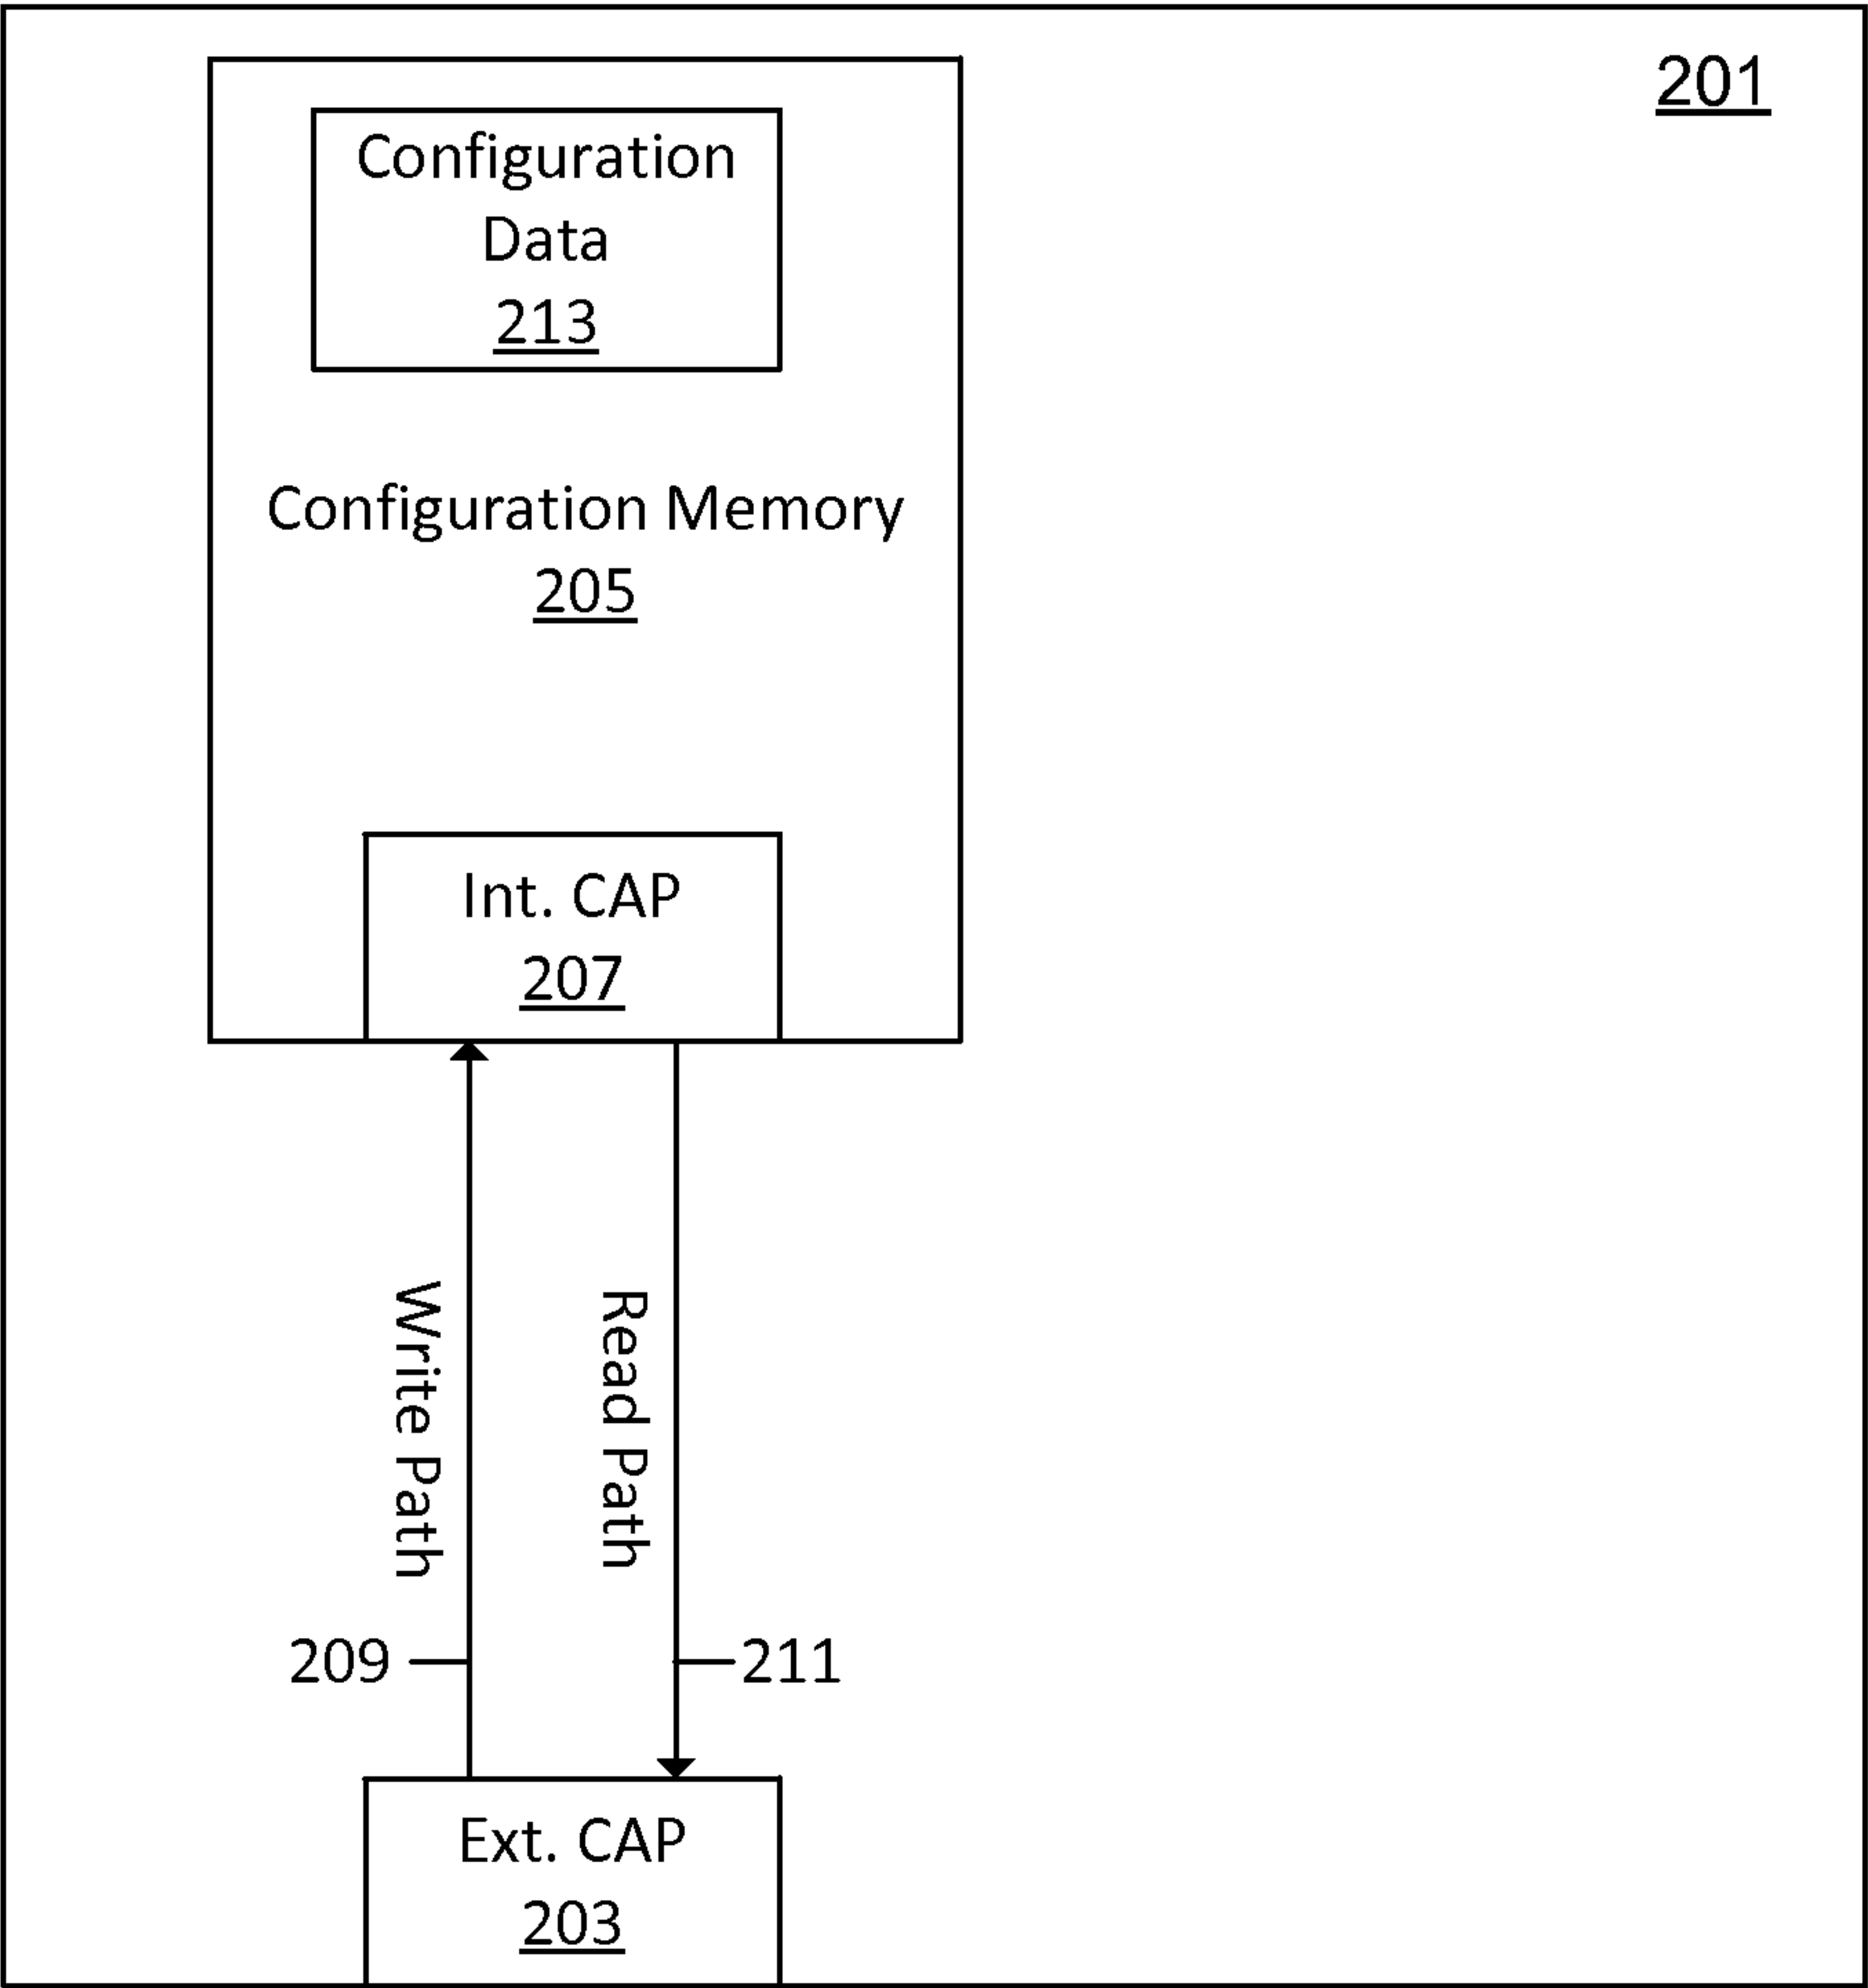 201
Configuration
Data
213
Configuration Memory
205
Int. CAP
207
Write Path
Read Path
209
211
Ext. CAP
203